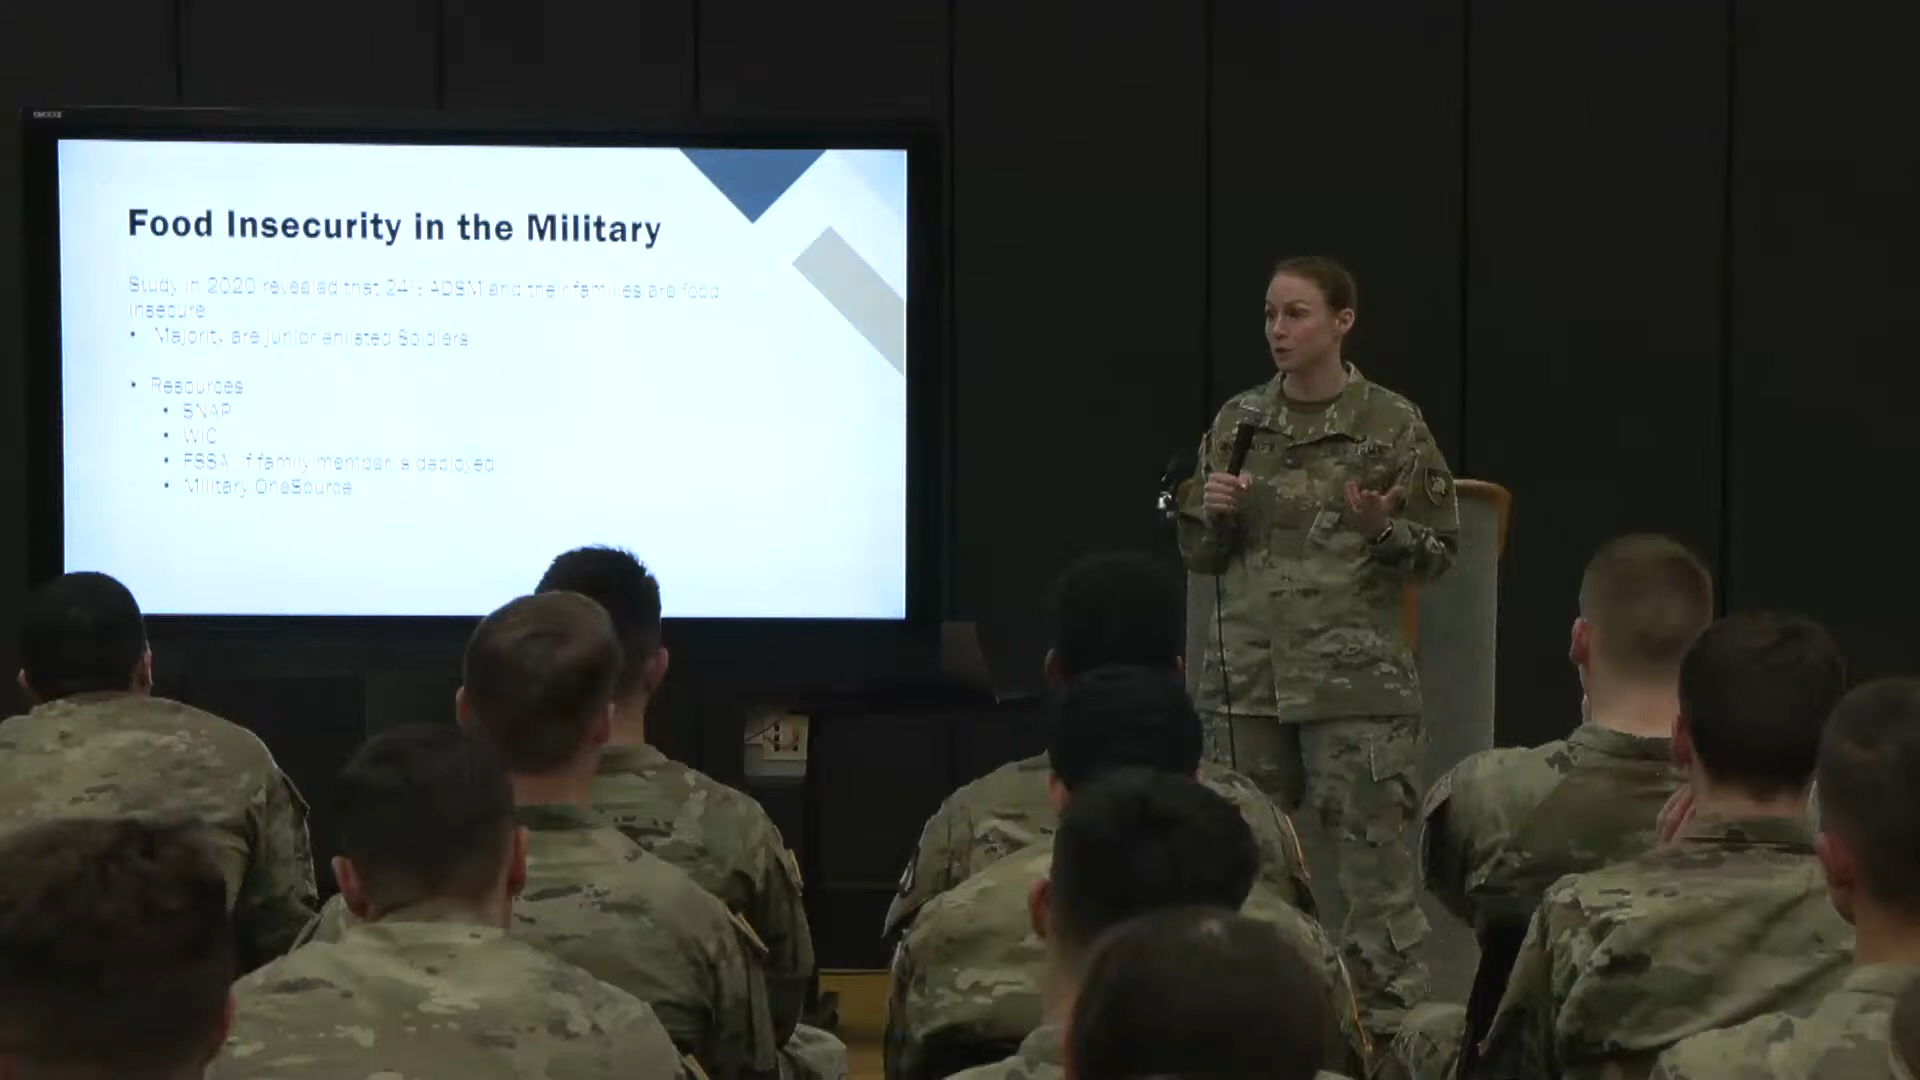 Food Insecurity in the Military
Study in 2020 revealed that 24% ADSM and their families are food
insecure
• Majority are junior enlisted Soldiers
• Resources
• SNAP
• WIC
• FSSA if family member is deployed
• Military OneSource